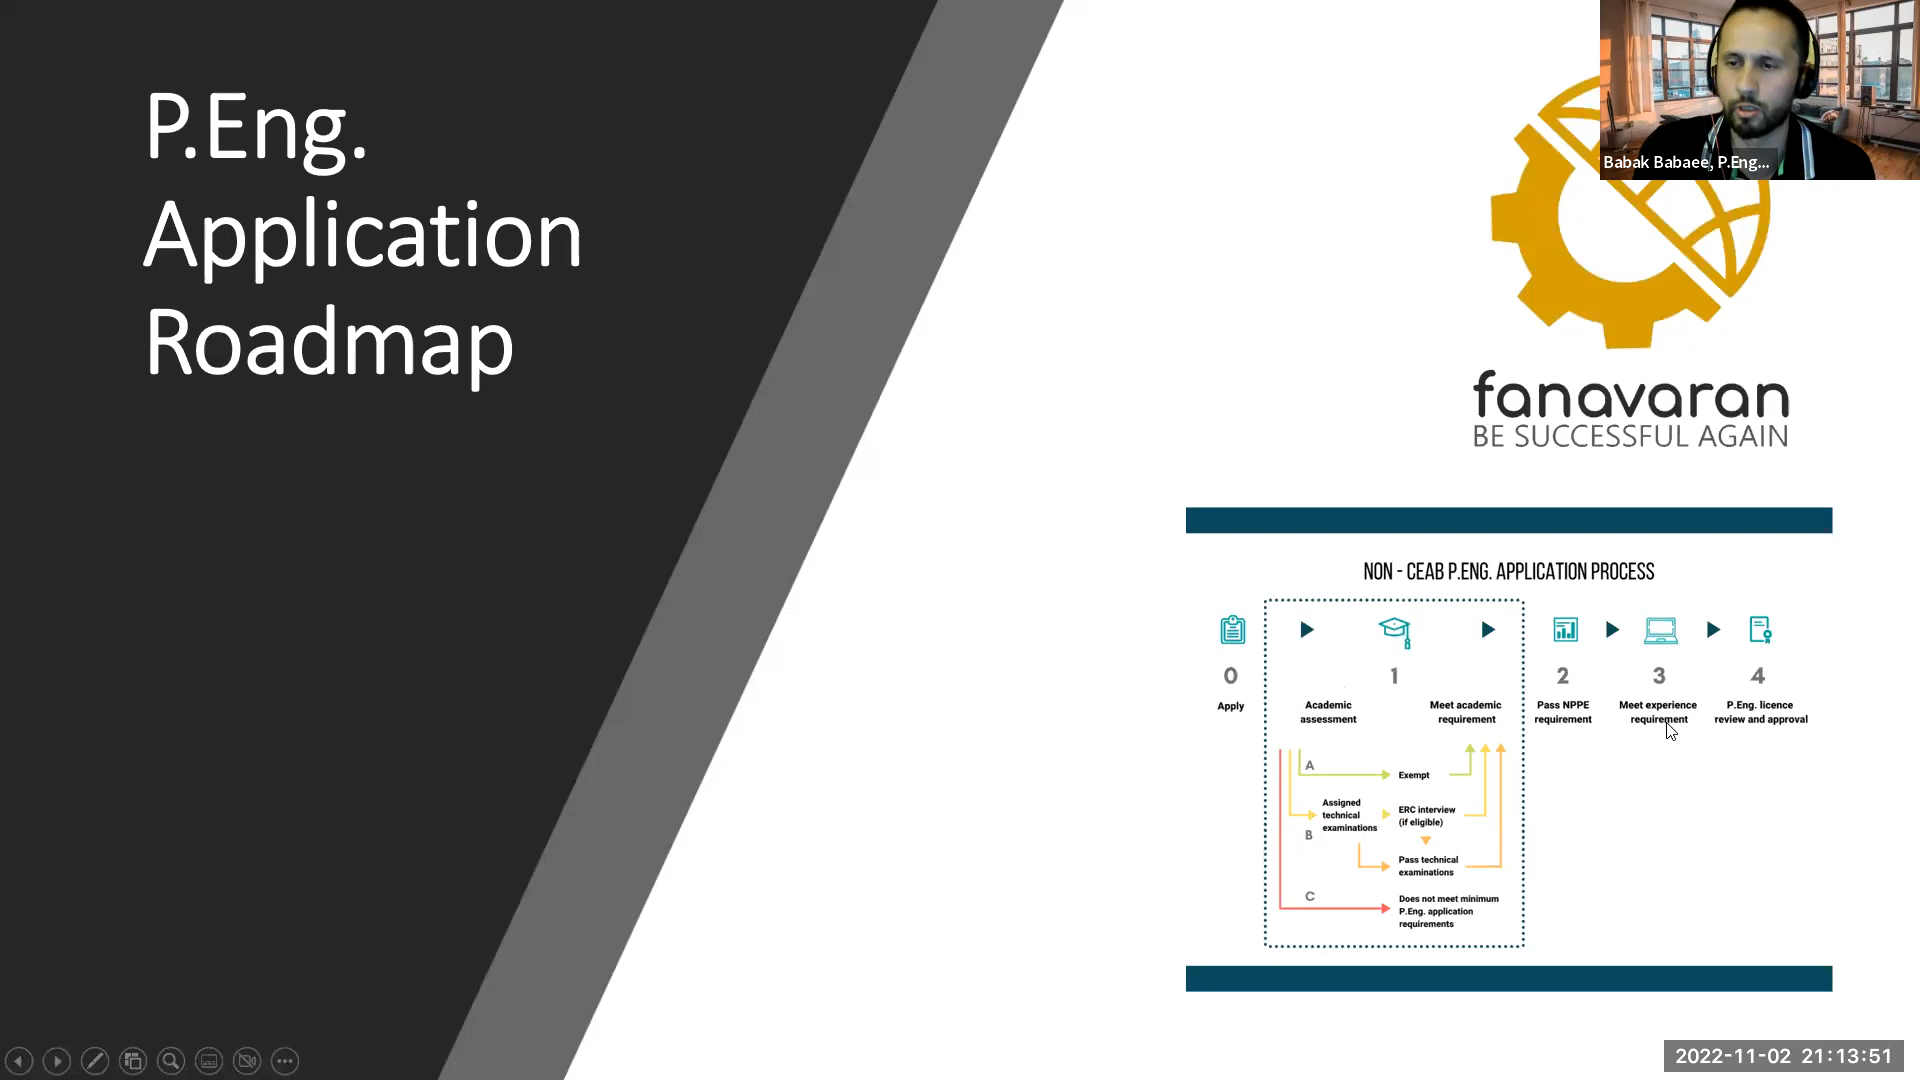 P.Eng.
Application
Roadmap
Babak Babaee, P.Eng...
fanavaran
BE SUCCESSFUL AGAIN
NON - CEAB P.ENG. APPLICATION PROCESS
0
1
2
3
4
Apply
Academic
assessment
Meet academic
requirement
Pass NPPE
requirement
Meet experience
requirement
P.Eng. licence
review and approval
A
Exempt
Assigned
technical
examinations
B
ERC interview
(if eligible)
Pass technical
examinations
C
Does not meet minimum
P.Eng. application
requirements
2022-11-02 21:13:51